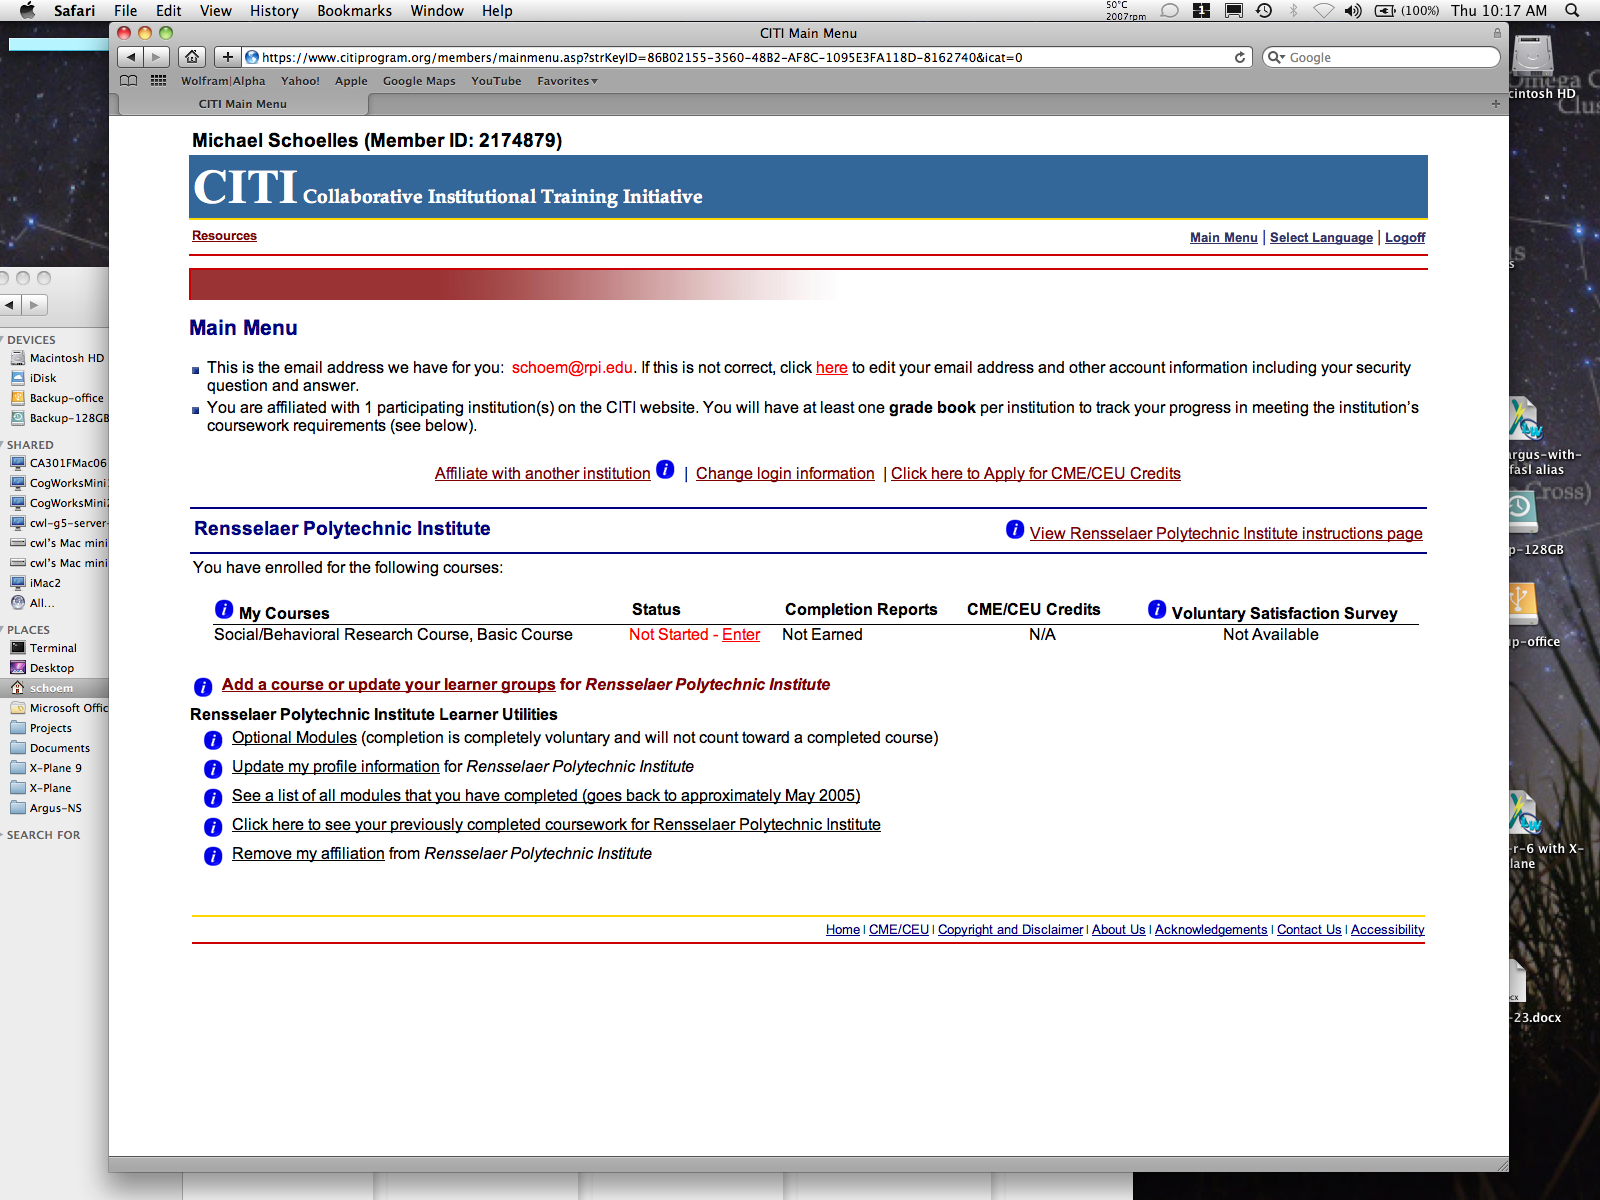 Safari File Edit View History Bookmarks Window Help 50°C 2007rpm 1 (100%) Thu 10:17 AM
CITI Main Menu
https://www.citiprogram.org/members/mainmenu.asp?strKeyID=86B02155-3560-48B2-AF8C-1095E3FA118D-8162740&icat=0 Google
Wolfram|Alpha Yahoo! Apple Google Maps YouTube Favorites
CITI Main Menu
Michael Schoelles (Member ID: 2174879)
CITI Collaborative Institutional Training Initiative
Resources Main Menu | Select Language | Logoff
Main Menu
This is the email address we have for you: schoem@rpi.edu. If this is not correct, click here to edit your email address and other account information including your security
question and answer.
You are affiliated with 1 participating institution(s) on the CITI website. You will have at least one grade book per institution to track your progress in meeting the institution's
coursework requirements (see below).
Affiliate with another institution | Change login information | Click here to Apply for CME/CEU Credits
Rensselaer Polytechnic Institute View Rensselaer Polytechnic Institute instructions page
You have enrolled for the following courses:
My Courses Status Completion Reports CME/CEU Credits Voluntary Satisfaction Survey
Social/Behavioral Research Course, Basic Course Not Started - Enter Not Earned N/A Not Available
Add a course or update your learner groups for Rensselaer Polytechnic Institute
Rensselaer Polytechnic Institute Learner Utilities
Optional Modules (completion is completely voluntary and will not count toward a completed course)
Update my profile information for Rensselaer Polytechnic Institute
See a list of all modules that you have completed (goes back to approximately May 2005)
Click here to see your previously completed coursework for Rensselaer Polytechnic Institute
Remove my affiliation from Rensselaer Polytechnic Institute
Home | CME/CEU | Copyright and Disclaimer | About Us | Acknowledgements | Contact Us | Accessibility
DEVICES
Macintosh HD
iDisk
Backup-office
Backup-128GB
SHARED
CA301FMac06
CogWorksMini
CogWorksMini
cwl-g5-server-
cwl's Mac mini
cwl's Mac mini
iMac2
All...
PLACES
Terminal
Desktop
schoem
Microsoft Offic
Projects
Documents
X-Plane 9
X-Plane
Argus-NS
SEARCH FOR
Omega C
cintosh HD
Clus
s
argus-with-
fasl alias
Cross)
p-128GB
up-office
-r-6 with X-
lane
-23.docx